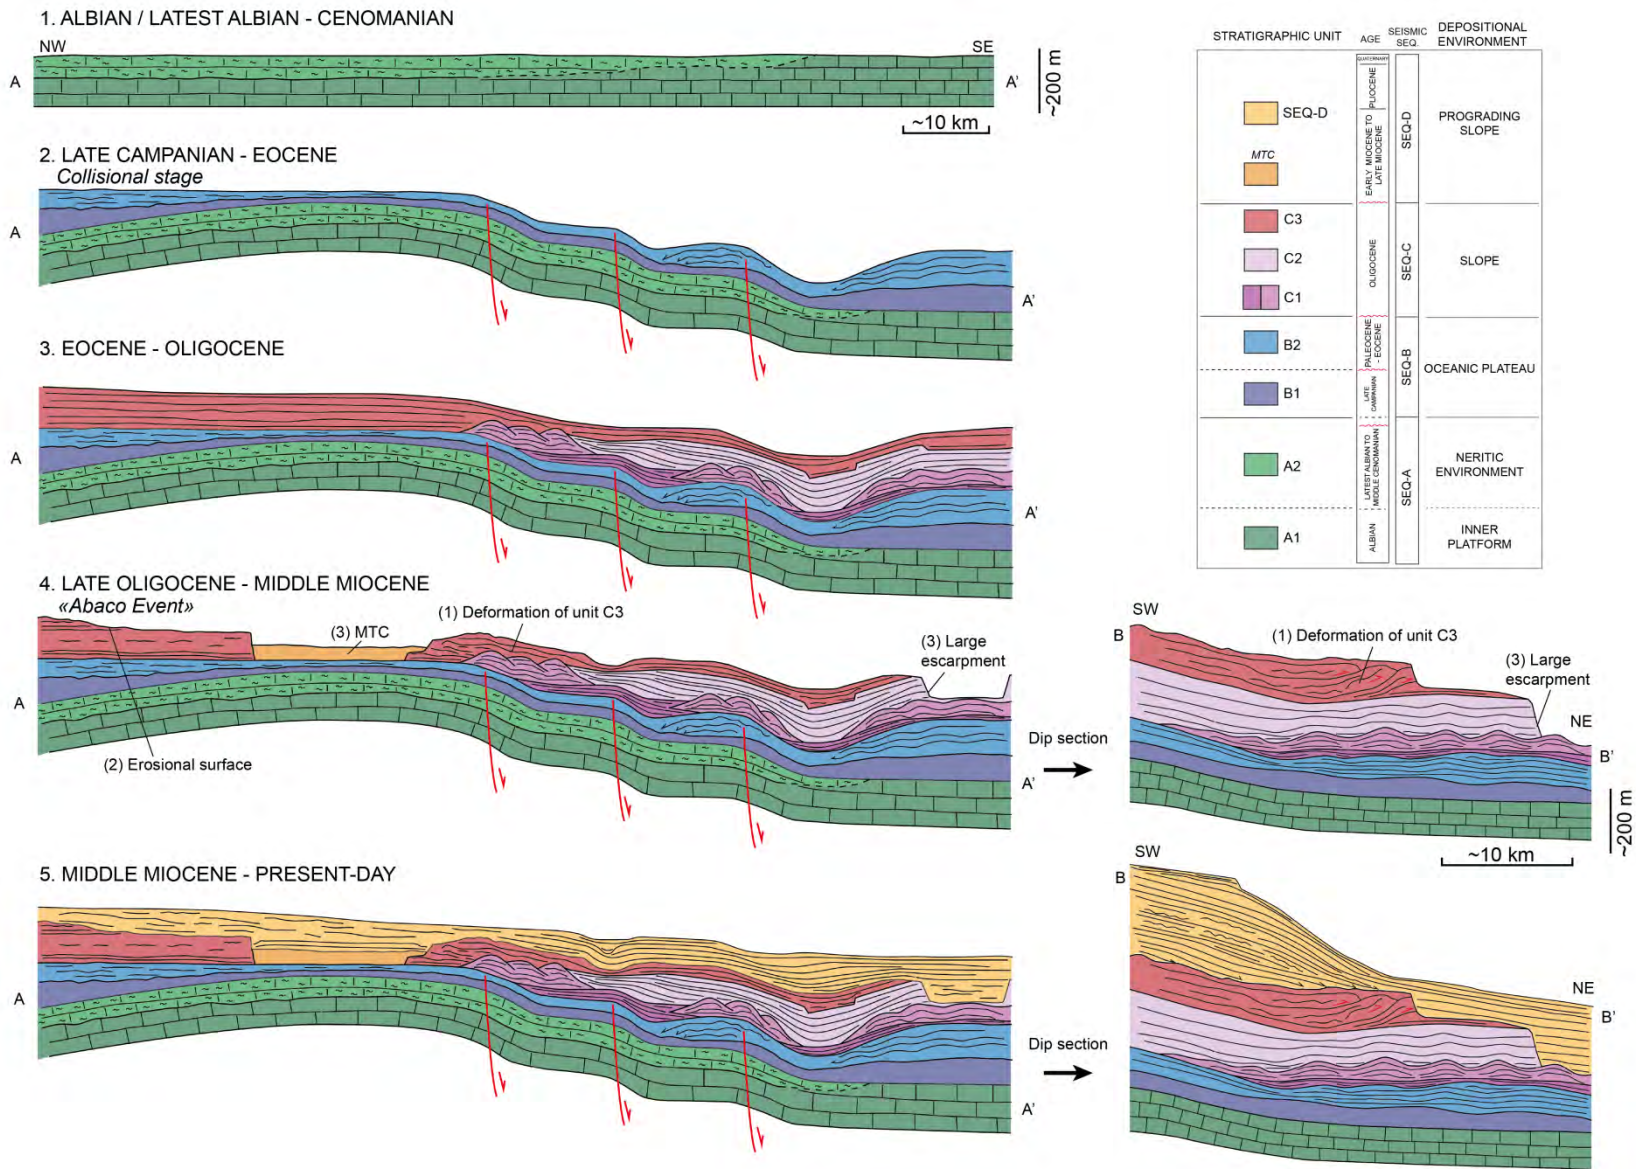 1. ALBIAN / LATEST ALBIAN - CENOMANIAN
NW
SE
A
A'
~200 m
~10 km
2. LATE CAMPANIAN - EOCENE
Collisional stage
A
A'
3. EOCENE - OLIGOCENE
A
A'
4. LATE OLIGOCENE - MIDDLE MIOCENE
«Abaco Event»
(1) Deformation of unit C3
(3) MTC
(3) Large
escarpment
A
(2) Erosional surface
A'
Dip section
SW
B
(1) Deformation of unit C3
(3) Large
escarpment
NE
B'
~200 m
~10 km
5. MIDDLE MIOCENE - PRESENT-DAY
A
A'
Dip section
SW
B
NE
B'
STRATIGRAPHIC UNIT
AGE
SEISMIC
SEQ.
DEPOSITIONAL
ENVIRONMENT
QUATERNARY
PLIOCENE
SEQ-D
MTC
EARLY MIOCENE TO
LATE MIOCENE
SEQ-D
PROGRADING
SLOPE
C3
C2
C1
OLIGOCENE
SEQ-C
SLOPE
B2
PALEOCENE
- EOCENE
B1
LATE
CAMPANIAN
SEQ-B
OCEANIC PLATEAU
A2
LATEST ALBIAN TO
MIDDLE CENOMANIAN
SEQ-A
NERITIC
ENVIRONMENT
A1
ALBIAN
INNER
PLATFORM